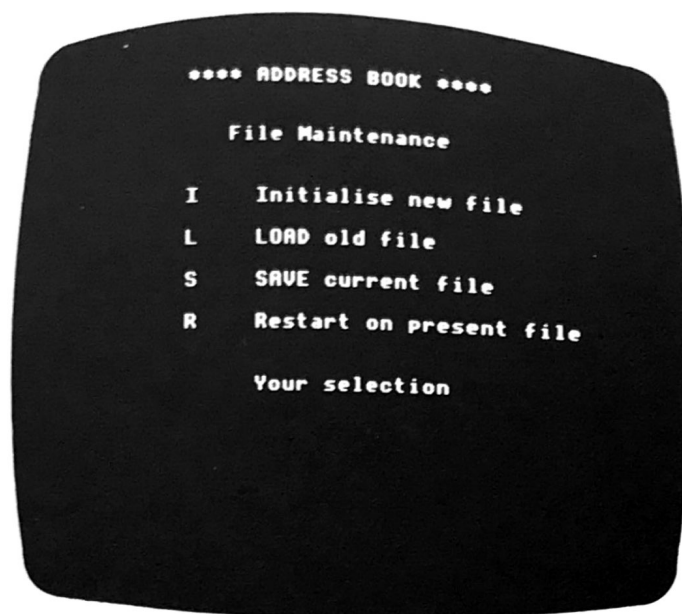 **** ADDRESS BOOK ****
File Maintenance
I Initialise new file
L LOAD old file
S SAVE current file
R Restart on present file
Your selection